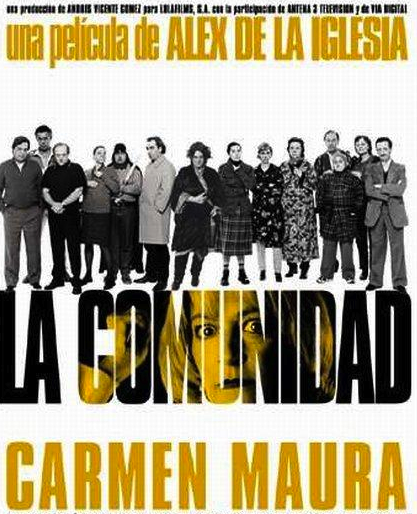 una producción de ANDRES VICENTE GOMEZ para LOLAFILMS, S.A. con la participación de ANTENA 3 TELEVISION y de VIA DIGITAL
una película de ALEX DE LA IGLESIA
LA COMUNIDAD
CARMEN MAURA